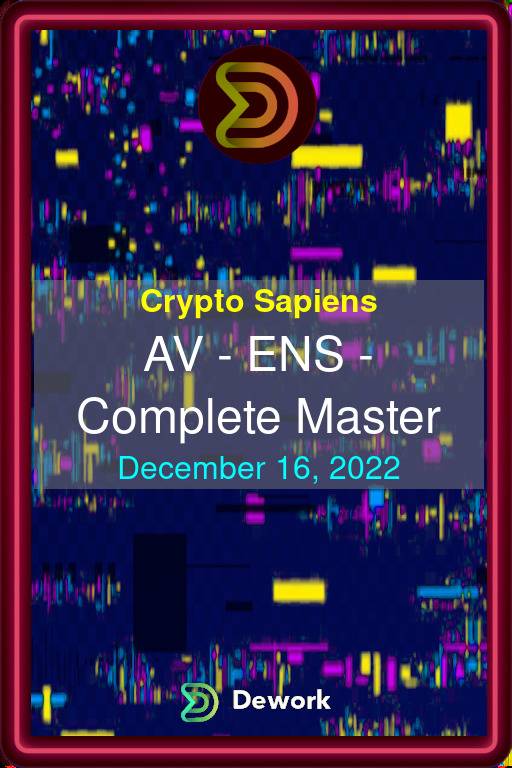 Crypto Sapiens
AV - ENS -
Complete Master
December 16, 2022
Dework